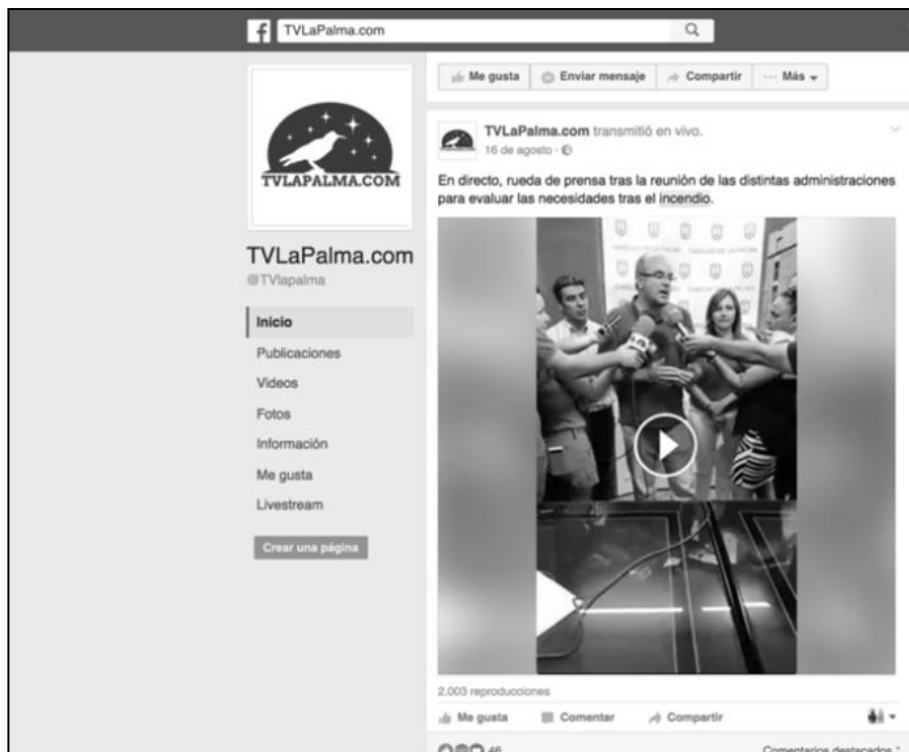 TVLaPalma.com
Me gusta
Enviar mensaje
Compartir
Más
TVLAPALMA.COM
TVLaPalma.com
@TVlapalma
Inicio
Publicaciones
Videos
Fotos
Información
Me gusta
Livestream
Crear una página
TVLaPalma.com transmitió en vivo.
16 de agosto
En directo, rueda de prensa tras la reunión de las distintas administraciones
para evaluar las necesidades tras el incendio.
2.003 reproducciones
Me gusta
Comentar
Compartir
46
Comentarios destacados